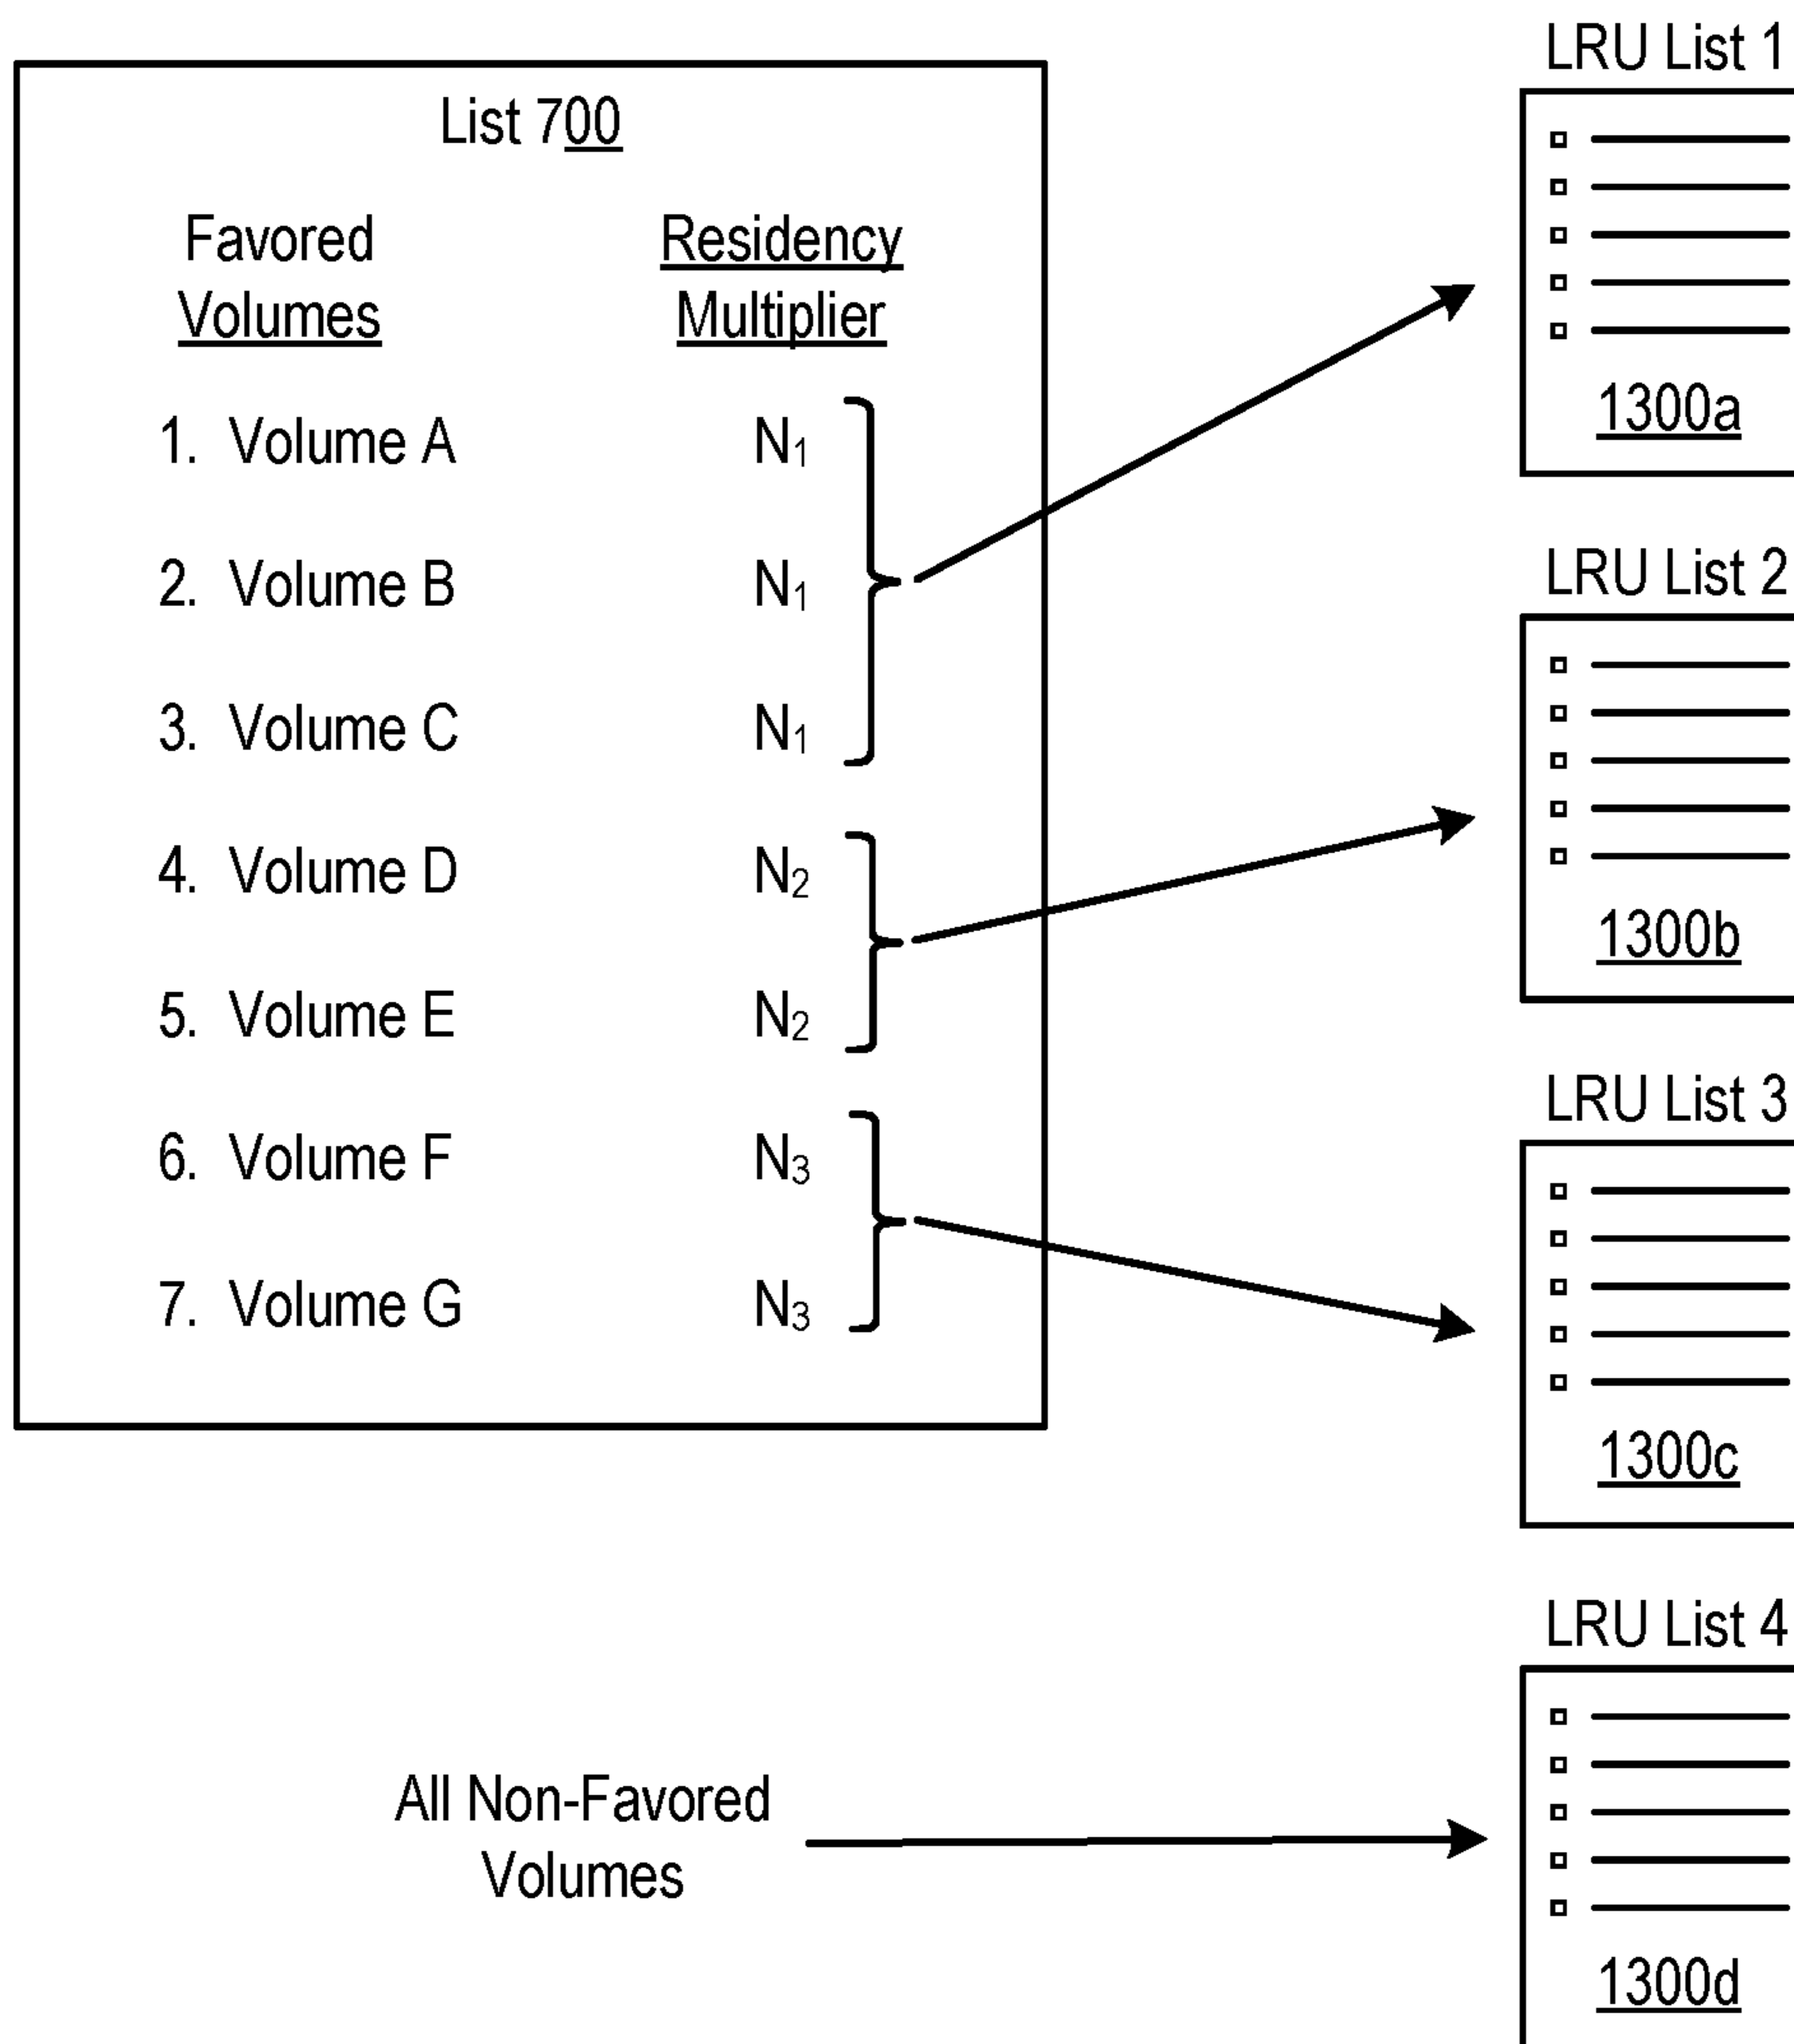 List 700
Favored Residency
Volumes Multiplier
1. Volume A N₁
2. Volume B N₁
3. Volume C N₁
4. Volume D N₂
5. Volume E N₂
6. Volume F N₃
7. Volume G N₃
All Non-Favored
Volumes
LRU List 1
1300a
LRU List 2
1300b
LRU List 3
1300c
LRU List 4
1300d